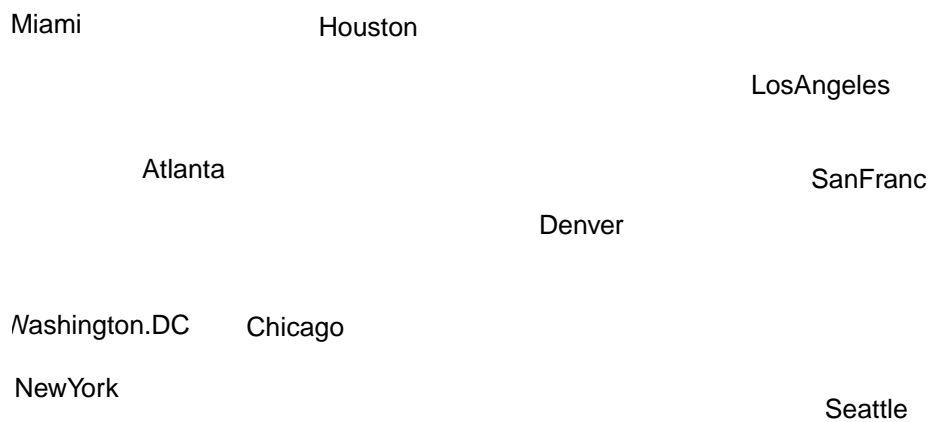 Miami
Houston
LosAngeles
Atlanta
SanFranc
Denver
Washington.DC
Chicago
NewYork
Seattle